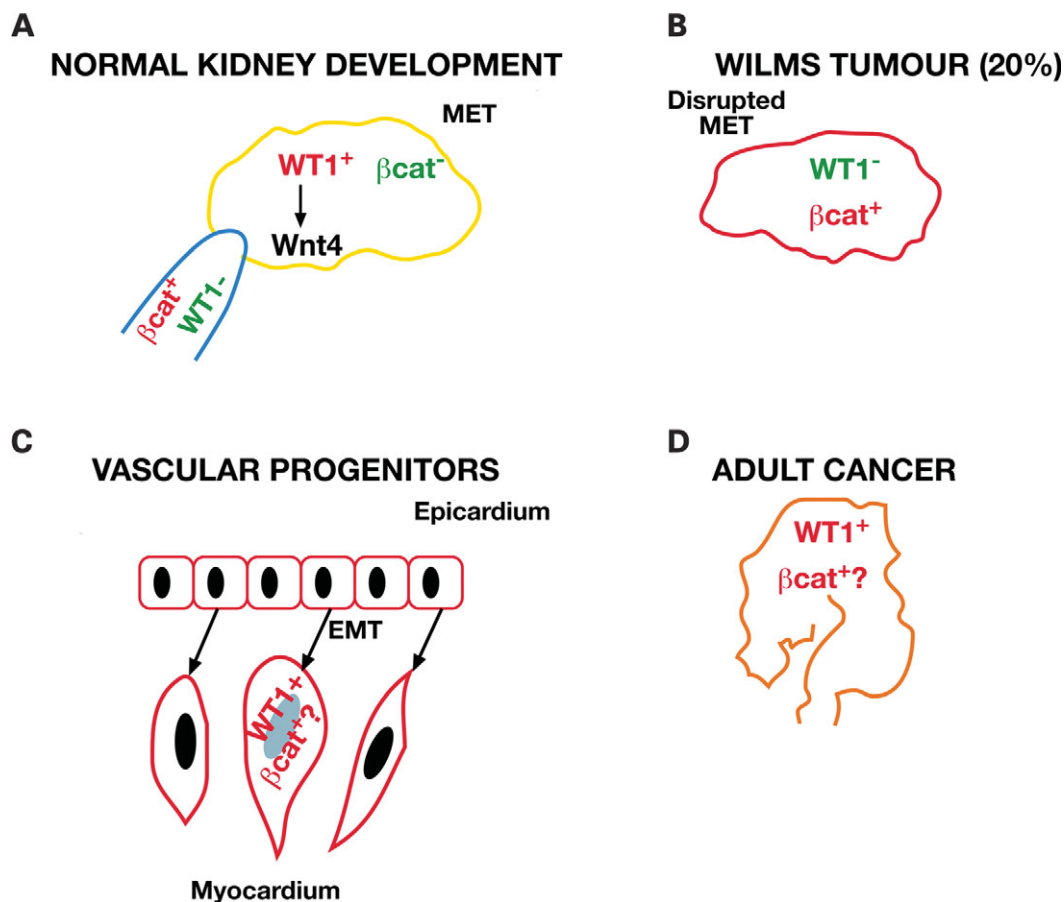 A
NORMAL KIDNEY DEVELOPMENT
MET
WT1⁺ βcat⁻
Wnt4
βcat⁺
WT1-
B
WILMS TUMOUR (20%)
Disrupted
MET
WT1⁻
βcat⁺
C
VASCULAR PROGENITORS
Epicardium
EMT
WT1+
βcat⁺?
Myocardium
D
ADULT CANCER
WT1⁺
βcat⁺?